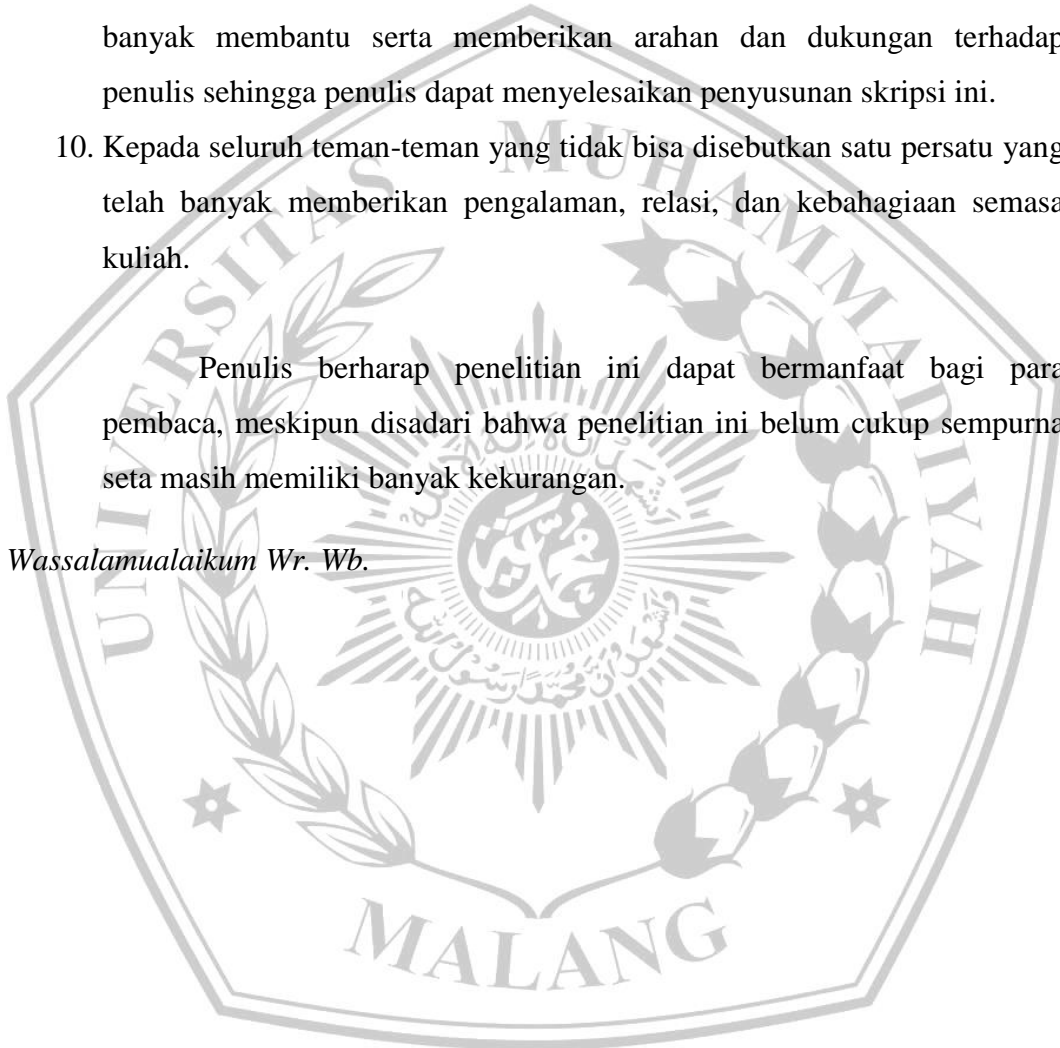 banyak membantu serta memberikan arahan dan dukungan terhadap
penulis sehingga penulis dapat menyelesaikan penyusunan skripsi ini.
10. Kepada seluruh teman-teman yang tidak bisa disebutkan satu persatu yang
telah banyak memberikan pengalaman, relasi, dan kebahagiaan semasa
kuliah.
Penulis berharap penelitian ini dapat bermanfaat bagi para
pembaca, meskipun disadari bahwa penelitian ini belum cukup sempurna
seta masih memiliki banyak kekurangan.
Wassalamualaikum Wr. Wb.
UNIVERSITAS MUHAMMADIYAH
MALANG